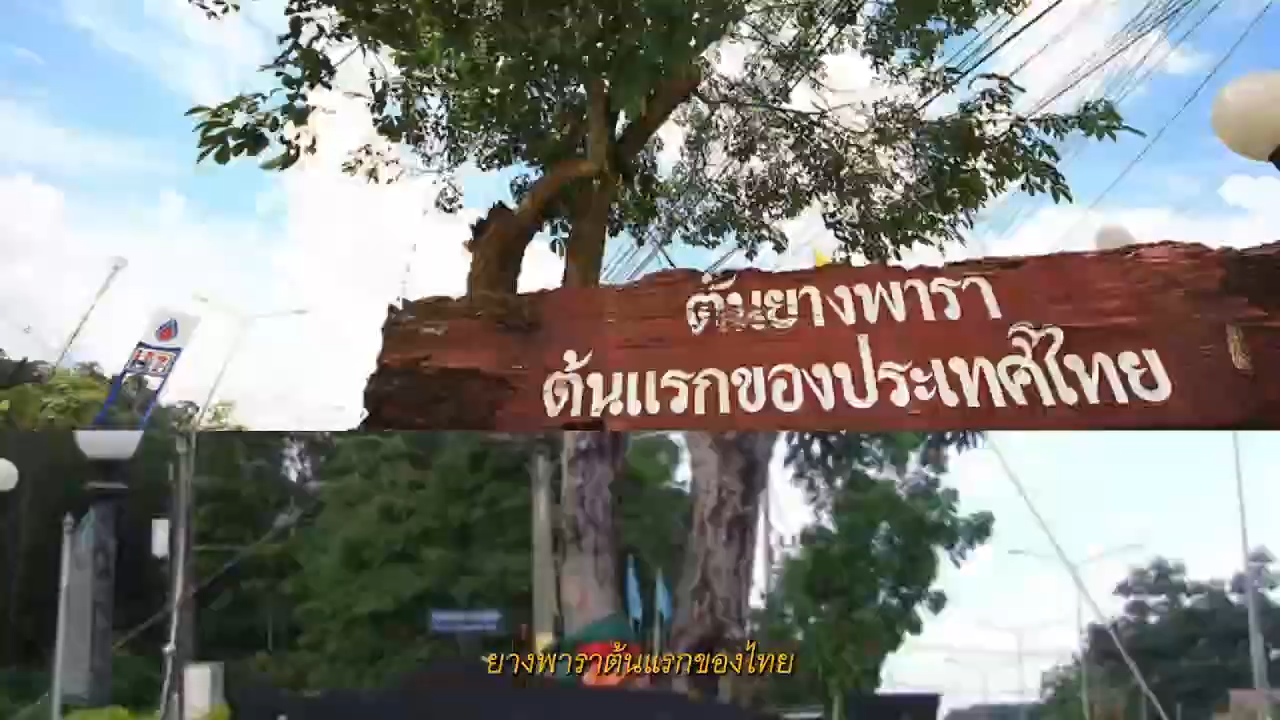 ต้นยางพารา
ต้นแรกของประเทศไทย
ยางพาราต้นแรกของไทย